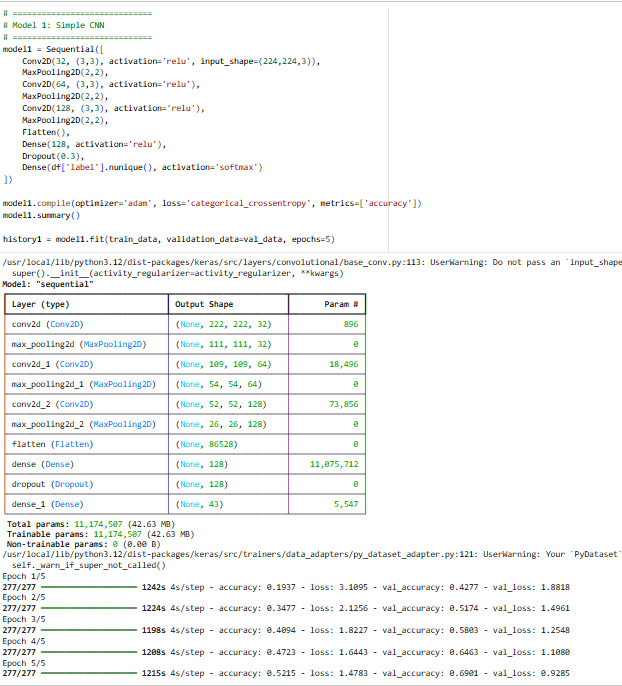 # ==============================
# Model 1: Simple CNN
# ==============================
model1 = Sequential([
    Conv2D(32, (3,3), activation='relu', input_shape=(224,224,3)),
    MaxPooling2D(2,2),
    Conv2D(64, (3,3), activation='relu'),
    MaxPooling2D(2,2),
    Conv2D(128, (3,3), activation='relu'),
    MaxPooling2D(2,2),
    Flatten(),
    Dense(128, activation='relu'),
    Dropout(0.3),
    Dense(df['label'].nunique(), activation='softmax')
])
model1.compile(optimizer='adam', loss='categorical_crossentropy', metrics=['accuracy'])
model1.summary()
history1 = model1.fit(train_data, validation_data=val_data, epochs=5)
/usr/local/lib/python3.12/dist-packages/keras/src/layers/convolutional/base_conv.py:113: UserWarning: Do not pass an `input_shape
  super().__init__(activity_regularizer=activity_regularizer, **kwargs)
Model: "sequential"
Layer (type) Output Shape Param #
conv2d (Conv2D) (None, 222, 222, 32) 896
max_pooling2d (MaxPooling2D) (None, 111, 111, 32) 0
conv2d_1 (Conv2D) (None, 109, 109, 64) 18,496
max_pooling2d_1 (MaxPooling2D) (None, 54, 54, 64) 0
conv2d_2 (Conv2D) (None, 52, 52, 128) 73,856
max_pooling2d_2 (MaxPooling2D) (None, 26, 26, 128) 0
flatten (Flatten) (None, 86528) 0
dense (Dense) (None, 128) 11,075,712
dropout (Dropout) (None, 128) 0
dense_1 (Dense) (None, 43) 5,547
Total params: 11,174,507 (42.63 MB)
Trainable params: 11,174,507 (42.63 MB)
Non-trainable params: 0 (0.00 B)
/usr/local/lib/python3.12/dist-packages/keras/src/trainers/data_adapters/py_dataset_adapter.py:121: UserWarning: Your `PyDataset`
  self._warn_if_super_not_called()
Epoch 1/5
277/277 1242s 4s/step - accuracy: 0.1937 - loss: 3.1095 - val_accuracy: 0.4277 - val_loss: 1.8818
Epoch 2/5
277/277 1224s 4s/step - accuracy: 0.3477 - loss: 2.1256 - val_accuracy: 0.5174 - val_loss: 1.4961
Epoch 3/5
277/277 1198s 4s/step - accuracy: 0.4094 - loss: 1.8227 - val_accuracy: 0.5803 - val_loss: 1.2548
Epoch 4/5
277/277 1208s 4s/step - accuracy: 0.4723 - loss: 1.6443 - val_accuracy: 0.6463 - val_loss: 1.1080
Epoch 5/5
277/277 1215s 4s/step - accuracy: 0.5215 - loss: 1.4783 - val_accuracy: 0.6901 - val_loss: 0.9285